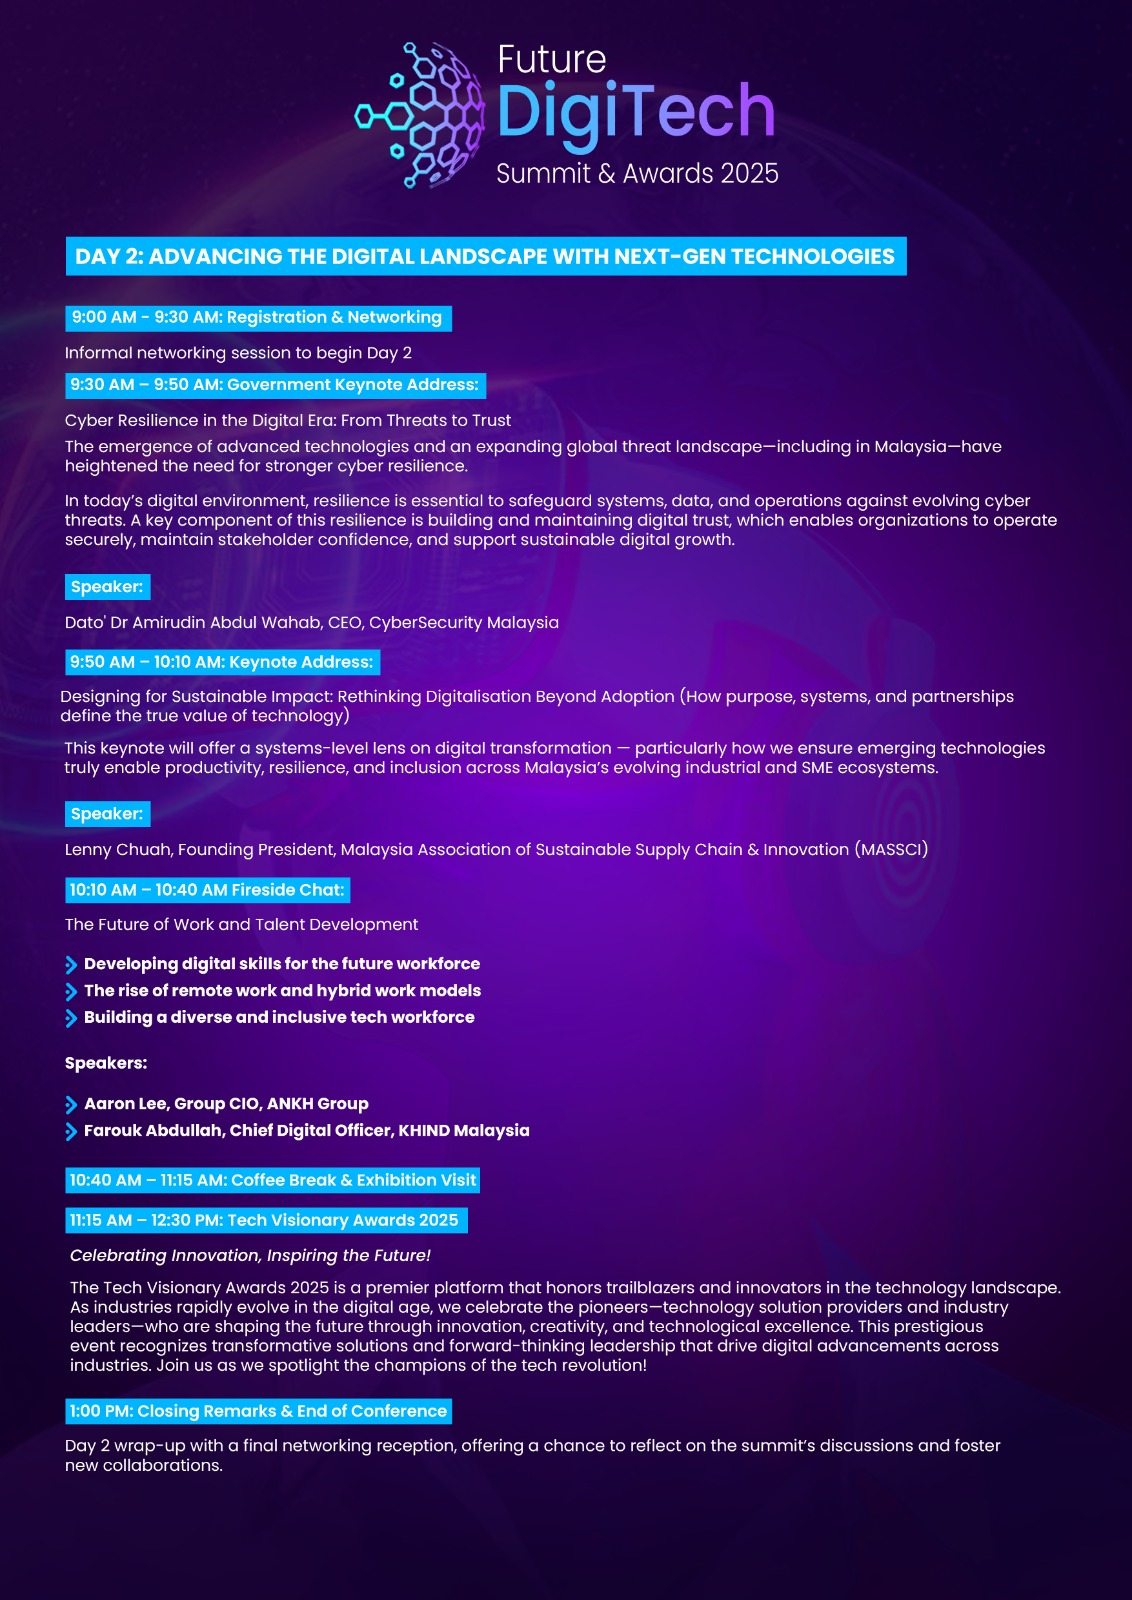 Future
DigiTech
Summit & Awards 2025
DAY 2: ADVANCING THE DIGITAL LANDSCAPE WITH NEXT-GEN TECHNOLOGIES
9:00 AM - 9:30 AM: Registration & Networking
Informal networking session to begin Day 2
9:30 AM – 9:50 AM: Government Keynote Address:
Cyber Resilience in the Digital Era: From Threats to Trust
The emergence of advanced technologies and an expanding global threat landscape—including in Malaysia—have
heightened the need for stronger cyber resilience.
In today’s digital environment, resilience is essential to safeguard systems, data, and operations against evolving cyber
threats. A key component of this resilience is building and maintaining digital trust, which enables organizations to operate
securely, maintain stakeholder confidence, and support sustainable digital growth.
Speaker:
Dato' Dr Amirudin Abdul Wahab, CEO, CyberSecurity Malaysia
9:50 AM – 10:10 AM: Keynote Address:
Designing for Sustainable Impact: Rethinking Digitalisation Beyond Adoption (How purpose, systems, and partnerships
define the true value of technology)
This keynote will offer a systems-level lens on digital transformation — particularly how we ensure emerging technologies
truly enable productivity, resilience, and inclusion across Malaysia’s evolving industrial and SME ecosystems.
Speaker:
Lenny Chuah, Founding President, Malaysia Association of Sustainable Supply Chain & Innovation (MASSCI)
10:10 AM – 10:40 AM Fireside Chat:
The Future of Work and Talent Development
Developing digital skills for the future workforce
The rise of remote work and hybrid work models
Building a diverse and inclusive tech workforce
Speakers:
Aaron Lee, Group CIO, ANKH Group
Farouk Abdullah, Chief Digital Officer, KHIND Malaysia
10:40 AM – 11:15 AM: Coffee Break & Exhibition Visit
11:15 AM – 12:30 PM: Tech Visionary Awards 2025
Celebrating Innovation, Inspiring the Future!
The Tech Visionary Awards 2025 is a premier platform that honors trailblazers and innovators in the technology landscape.
As industries rapidly evolve in the digital age, we celebrate the pioneers—technology solution providers and industry
leaders—who are shaping the future through innovation, creativity, and technological excellence. This prestigious
event recognizes transformative solutions and forward-thinking leadership that drive digital advancements across
industries. Join us as we spotlight the champions of the tech revolution!
1:00 PM: Closing Remarks & End of Conference
Day 2 wrap-up with a final networking reception, offering a chance to reflect on the summit’s discussions and foster
new collaborations.